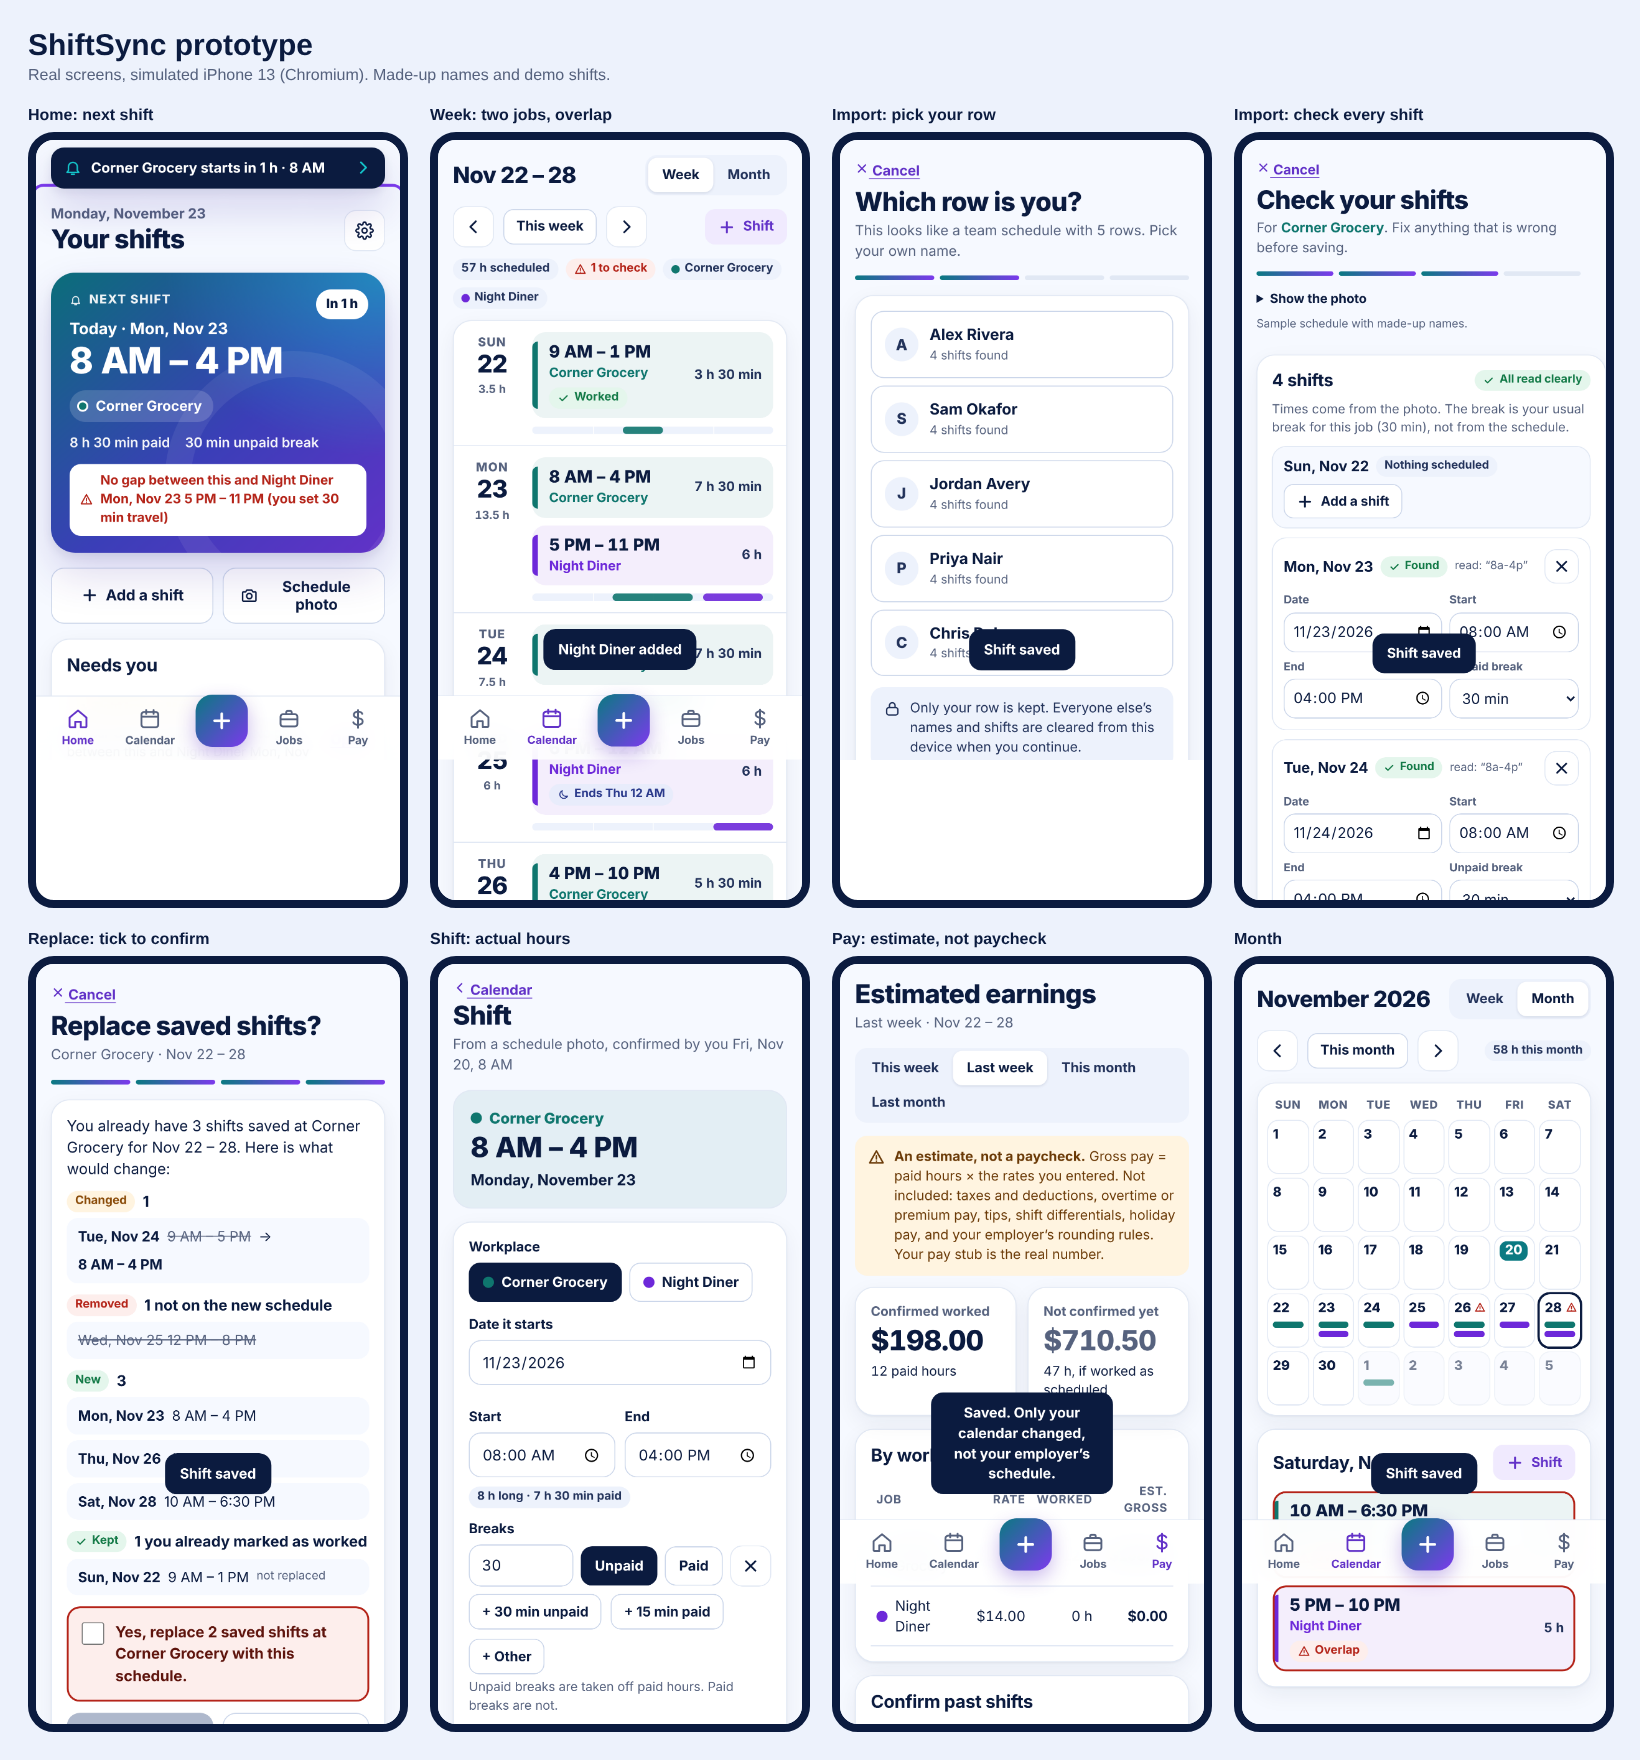 ShiftSync prototype
Real screens, simulated iPhone 13 (Chromium). Made-up names and demo shifts.
Home: next shift
Corner Grocery starts in 1 h · 8 AM
Monday, November 23
Your shifts
NEXT SHIFT
In 1 h
Today · Mon, Nov 23
8 AM – 4 PM
Corner Grocery
8 h 30 min paid 30 min unpaid break
No gap between this and Night Diner
Mon, Nov 23 5 PM – 11 PM (you set 30
min travel)
Add a shift
Schedule
photo
Needs you
Home
Calendar
Jobs
Pay
Week: two jobs, overlap
Nov 22 – 28
Week
Month
This week
Shift
57 h scheduled
1 to check
Corner Grocery
Night Diner
SUN
22
3.5 h
9 AM – 1 PM
Corner Grocery
Worked
3 h 30 min
MON
23
13.5 h
8 AM – 4 PM
Corner Grocery
7 h 30 min
5 PM – 11 PM
Night Diner
6 h
TUE
24
7.5 h
7 h 30 min
Night Diner added
Home
Calendar
Jobs
Pay
25
6 h
Night Diner
6 h
Ends Thu 12 AM
THU
26
4 PM – 10 PM
Corner Grocery
5 h 30 min
Import: pick your row
Cancel
Which row is you?
This looks like a team schedule with 5 rows. Pick
your own name.
A
Alex Rivera
4 shifts found
S
Sam Okafor
4 shifts found
J
Jordan Avery
4 shifts found
P
Priya Nair
4 shifts found
C
Chris
4 shifts
Shift saved
Only your row is kept. Everyone else’s
names and shifts are cleared from this
device when you continue.
Import: check every shift
Cancel
Check your shifts
For Corner Grocery. Fix anything that is wrong
before saving.
Show the photo
Sample schedule with made-up names.
4 shifts
All read clearly
Times come from the photo. The break is your usual
break for this job (30 min), not from the schedule.
Sun, Nov 22
Nothing scheduled
Add a shift
Mon, Nov 23
Found
read: “8a-4p”
Date
Start
11/23/2026
08:00 AM
Shift saved
End
break
04:00 PM
30 min
Tue, Nov 24
Found
read: “8a-4p”
Date
Start
11/24/2026
08:00 AM
End
Unpaid break
04:00 PM
30 min
Replace: tick to confirm
Cancel
Replace saved shifts?
Corner Grocery · Nov 22 – 28
You already have 3 shifts saved at Corner
Grocery for Nov 22 – 28. Here is what
would change:
Changed 1
Tue, Nov 24 9 AM – 5 PM →
8 AM – 4 PM
Removed 1 not on the new schedule
Wed, Nov 25 12 PM – 8 PM
New 3
Mon, Nov 23 8 AM – 4 PM
Thu, Nov 26
Shift saved
Sat, Nov 28 10 AM – 6:30 PM
Kept 1 you already marked as worked
Sun, Nov 22 9 AM – 1 PM not replaced
Yes, replace 2 saved shifts at
Corner Grocery with this
schedule.
Shift: actual hours
Calendar
Shift
From a schedule photo, confirmed by you Fri, Nov
20, 8 AM
Corner Grocery
8 AM – 4 PM
Monday, November 23
Workplace
Corner Grocery
Night Diner
Date it starts
11/23/2026
Start
End
08:00 AM
04:00 PM
8 h long · 7 h 30 min paid
Breaks
30
Unpaid
Paid
+ 30 min unpaid
+ 15 min paid
+ Other
Unpaid breaks are taken off paid hours. Paid
breaks are not.
Pay: estimate, not paycheck
Estimated earnings
Last week · Nov 22 – 28
This week
Last week
This month
Last month
An estimate, not a paycheck. Gross pay =
paid hours × the rates you entered. Not
included: taxes and deductions, overtime or
premium pay, tips, shift differentials, holiday
pay, and your employer’s rounding rules.
Your pay stub is the real number.
Confirmed worked
$198.00
12 paid hours
Not confirmed yet
$710.50
47 h, if worked as
scheduled
Saved. Only your
calendar changed,
not your employer’s
schedule.
By
JOB
RATE
WORKED
EST.
GROSS
Home
Calendar
Jobs
Pay
Night
Diner
$14.00
0 h
$0.00
Confirm past shifts
Month
November 2026
Week
Month
This month
58 h this month
SUN MON TUE WED THU FRI SAT
1 2 3 4 5 6 7
8 9 10 11 12 13 14
15 16 17 18 19 20 21
22 23 24 25 26 27 28
29 30 1 2 3 4 5
Saturday,
Shift saved
Shift
10 AM – 6:30 PM
Home
Calendar
Jobs
Pay
5 PM – 10 PM
Night Diner
5 h
Overlap